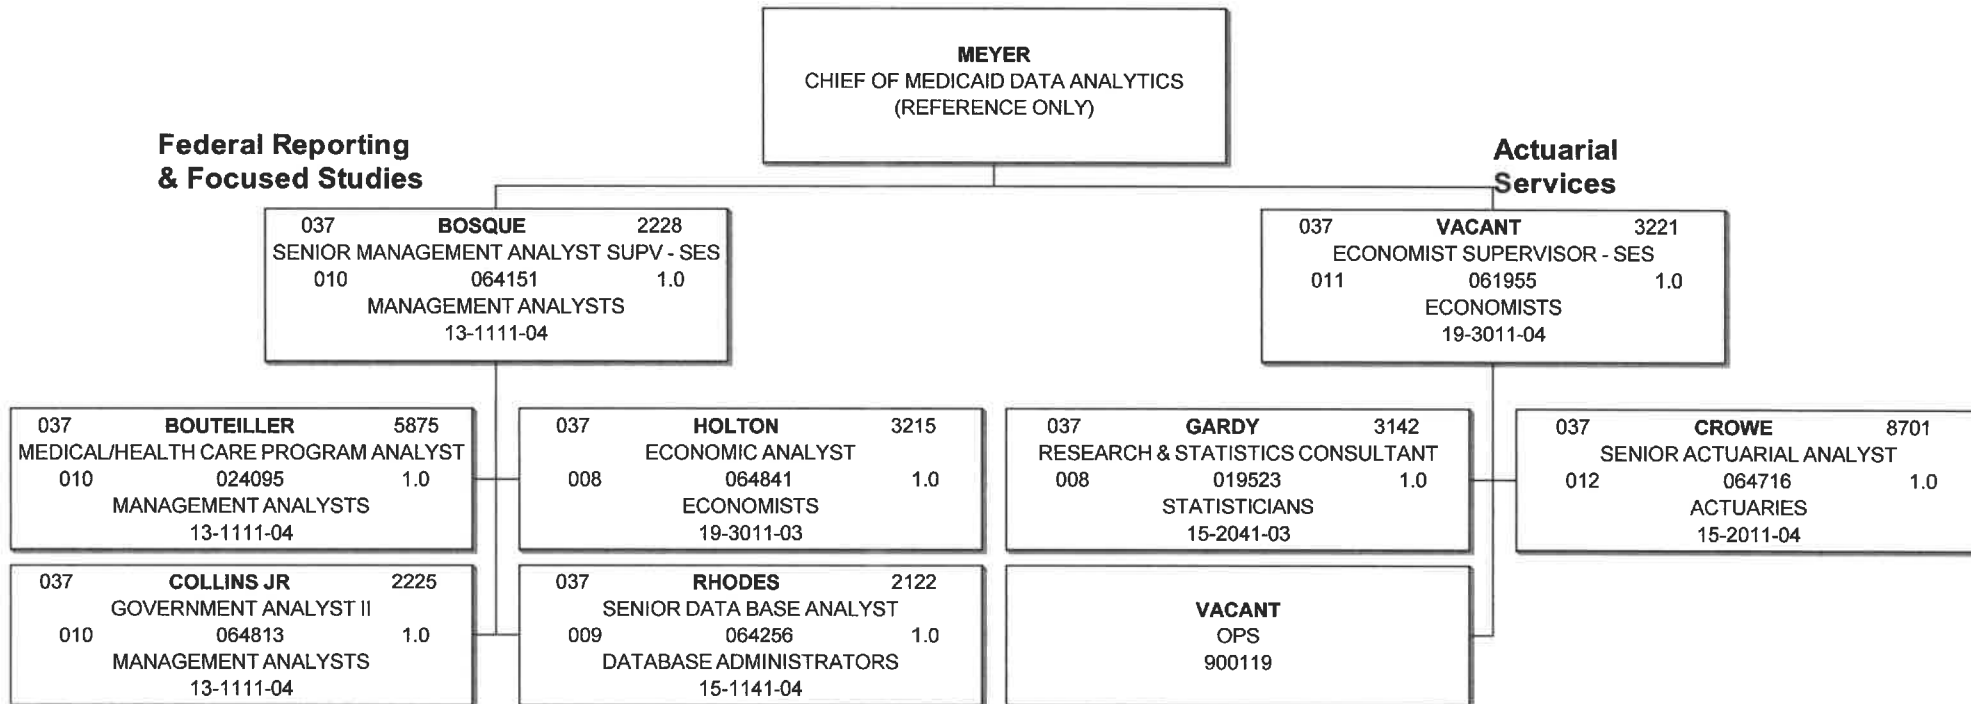 MEYER
CHIEF OF MEDICAID DATA ANALYTICS
(REFERENCE ONLY)
Federal Reporting
& Focused Studies
Actuarial
Services
037 BOSQUE 2228
SENIOR MANAGEMENT ANALYST SUPV - SES
010 064151 1.0
MANAGEMENT ANALYSTS
13-1111-04
037 VACANT 3221
ECONOMIST SUPERVISOR - SES
011 061955 1.0
ECONOMISTS
19-3011-04
037 BOUTEILLER 5875
MEDICAL/HEALTH CARE PROGRAM ANALYST
010 024095 1.0
MANAGEMENT ANALYSTS
13-1111-04
037 HOLTON 3215
ECONOMIC ANALYST
008 064841 1.0
ECONOMISTS
19-3011-03
037 GARDY 3142
RESEARCH & STATISTICS CONSULTANT
008 019523 1.0
STATISTICIANS
15-2041-03
037 CROWE 8701
SENIOR ACTUARIAL ANALYST
012 064716 1.0
ACTUARIES
15-2011-04
037 COLLINS JR 2225
GOVERNMENT ANALYST II
010 064813 1.0
MANAGEMENT ANALYSTS
13-1111-04
037 RHODES 2122
SENIOR DATA BASE ANALYST
009 064256 1.0
DATABASE ADMINISTRATORS
15-1141-04
VACANT
OPS
900119